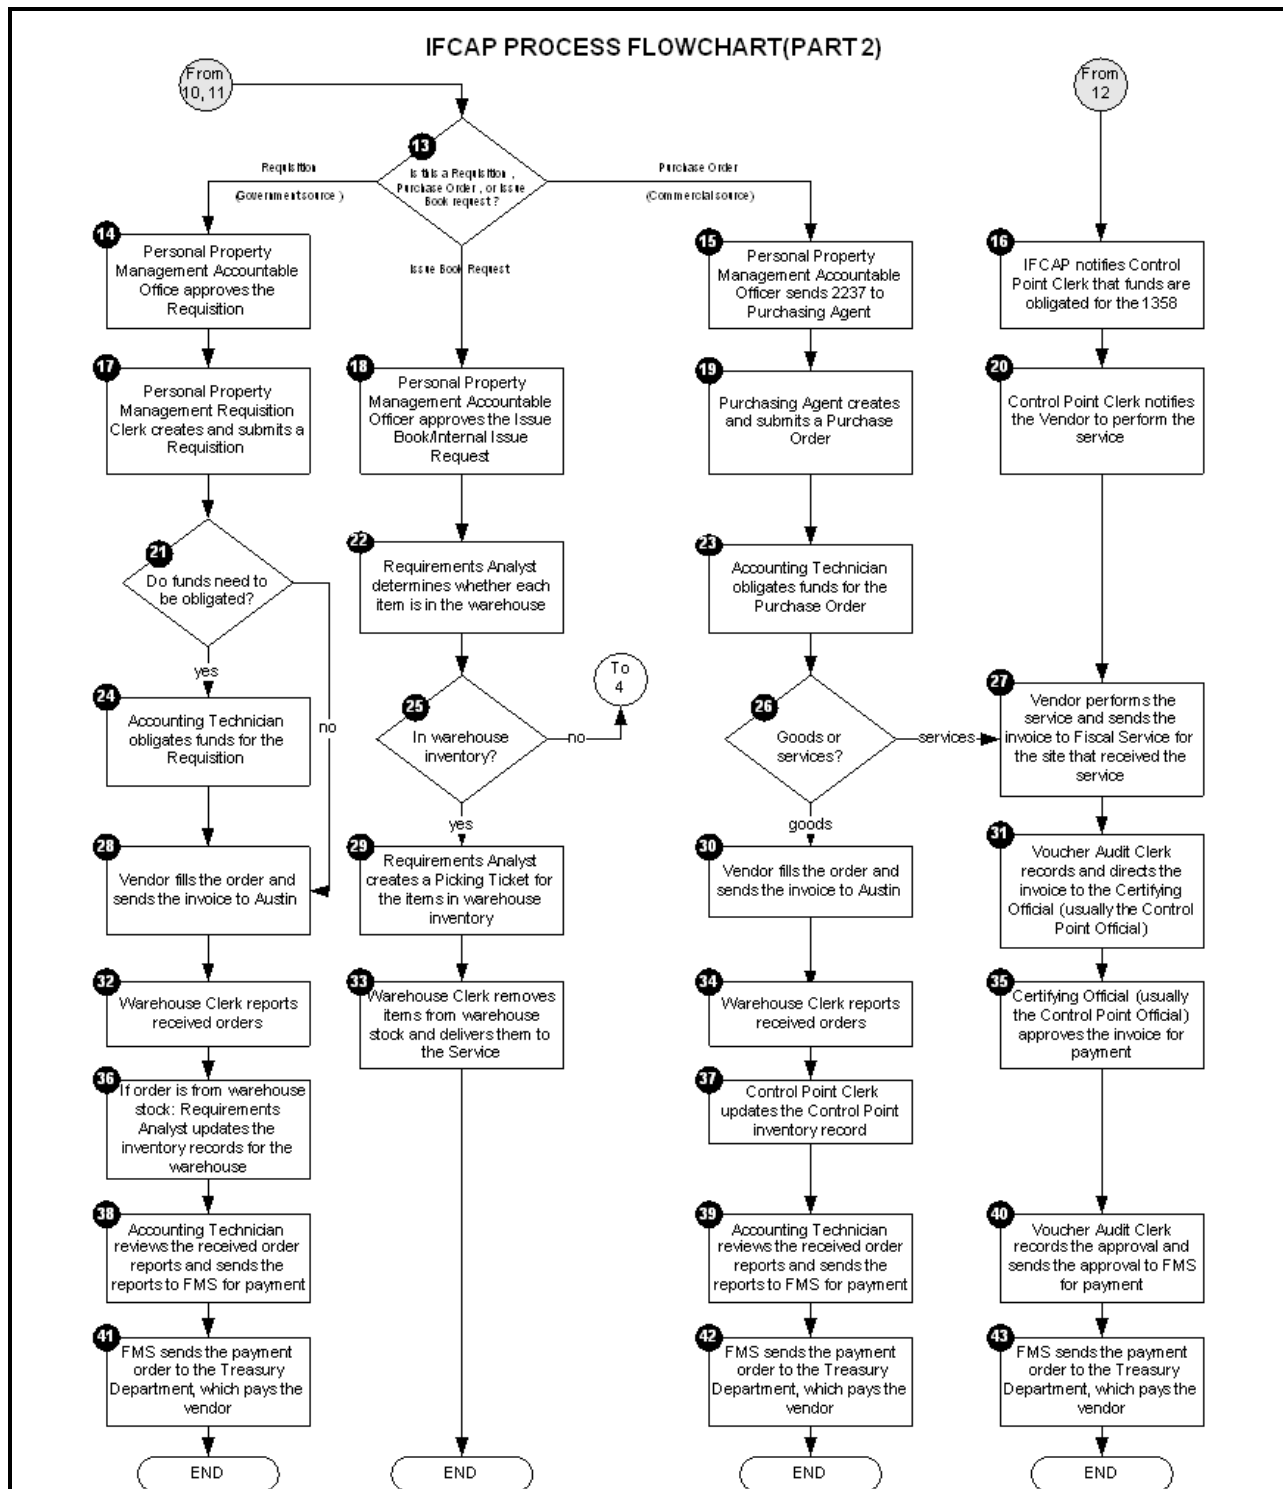 IFCAP PROCESS FLOWCHART(PART 2)
From
10, 11
From
12
13
Is this a Requisition ,
Purchase Order , or Issue
Book request ?
Requisition
(Government source )
Purchase Order
(Commercial source)
Issue Book Request
14
Personal Property
Management Accountable
Office approves the
Requisition
15
Personal Property
Management Accountable
Officer sends 2237 to
Purchasing Agent
16
IFCAP notifies Control
Point Clerk that funds are
obligated for the 1358
17
Personal Property
Management Requisition
Clerk creates and submits a
Requisition
18
Personal Property
Management Accountable
Officer approves the Issue
Book/Internal Issue
Request
19
Purchasing Agent creates
and submits a Purchase
Order
20
Control Point Clerk notifies
the Vendor to perform the
service
21
Do funds need to
be obligated?
yes
no
22
Requirements Analyst
determines whether each
item is in the warehouse
23
Accounting Technician
obligates funds for the
Purchase Order
24
Accounting Technician
obligates funds for the
Requisition
25
In warehouse
inventory?
no
To
4
yes
26
Goods or
services?
services
goods
27
Vendor performs the
service and sends the
invoice to Fiscal Service for
the site that received the
service
28
Vendor fills the order and
sends the invoice to Austin
29
Requirements Analyst
creates a Picking Ticket for
the items in warehouse
inventory
30
Vendor fills the order and
sends the invoice to Austin
31
Voucher Audit Clerk
records and directs the
invoice to the Certifying
Official (usually the Control
Point Official)
32
Warehouse Clerk reports
received orders
33
Warehouse Clerk removes
items from warehouse
stock and delivers them to
the Service
34
Warehouse Clerk reports
received orders
35
Certifying Official (usually
the Control Point Official)
approves the invoice for
payment
36
If order is from warehouse
stock: Requirements
Analyst updates the
inventory records for the
warehouse
37
Control Point Clerk
updates the Control Point
inventory record
38
Accounting Technician
reviews the received order
reports and sends the
reports to FMS for payment
39
Accounting Technician
reviews the received order
reports and sends the
reports to FMS for payment
40
Voucher Audit Clerk
records the approval and
sends the approval to FMS
for payment
41
FMS sends the payment
order to the Treasury
Department, which pays the
vendor
42
FMS sends the payment
order to the Treasury
Department, which pays the
vendor
43
FMS sends the payment
order to the Treasury
Department, which pays the
vendor
END
END
END
END